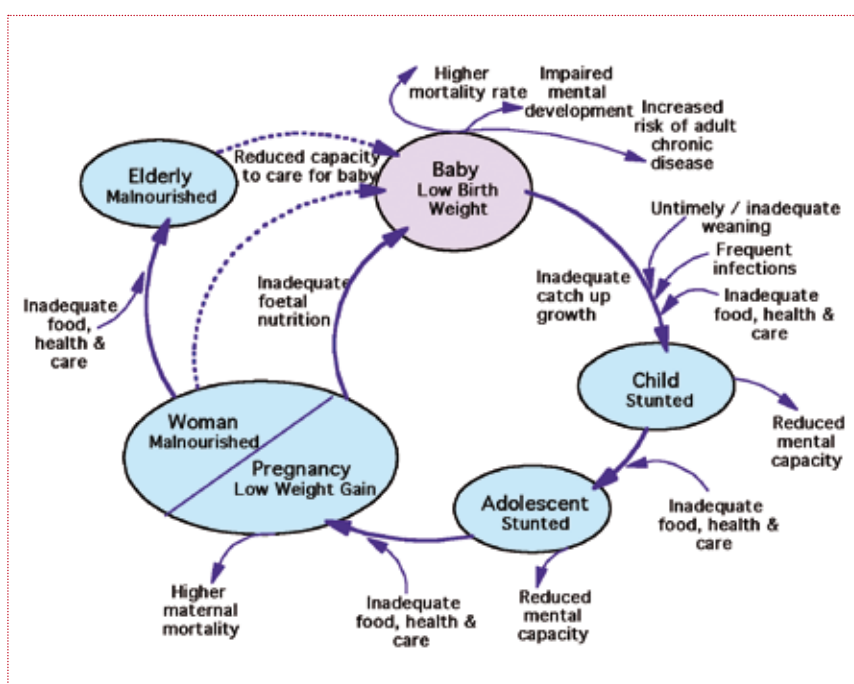 Higher
mortality rate
Impaired
mental
development
Increased
risk of adult
chronic
disease
Elderly
Malnourished
Reduced capacity
to care for baby
Baby
Low Birth
Weight
Untimely / inadequate
weaning
Frequent
infections
Inadequate
food, health &
care
Inadequate
catch up
growth
Inadequate
foetal
nutrition
Inadequate
food,
health &
care
Child
Stunted
Reduced
mental
capacity
Woman
Malnourished
Pregnancy
Low Weight Gain
Adolescent
Stunted
Inadequate
food, health &
care
Higher
maternal
mortality
Inadequate
food, health &
care
Reduced
mental
capacity